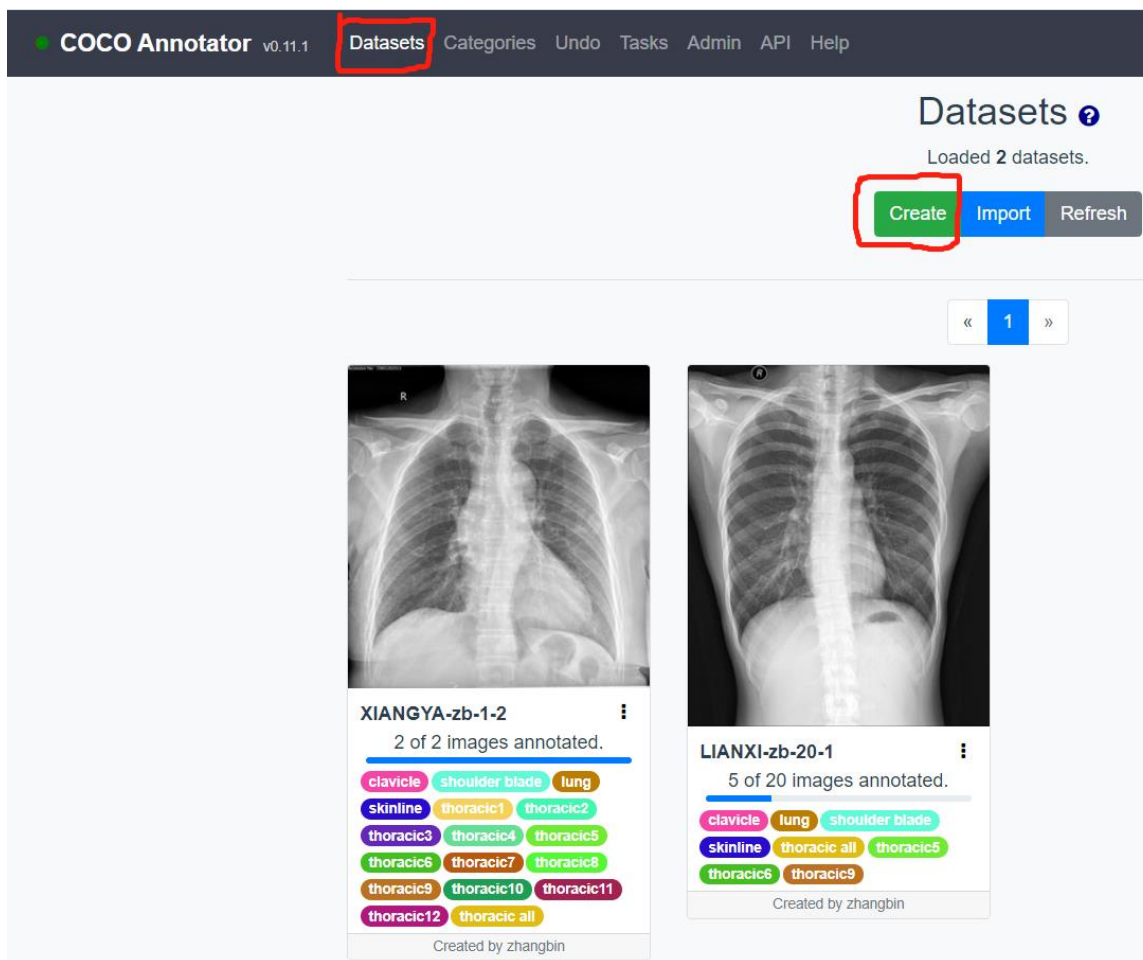 COCO Annotator v0.11.1 Datasets Categories Undo Tasks Admin API Help
Datasets ?
Loaded 2 datasets.
Create Import Refresh
« 1 »
R
R
XIANGYA-zb-1-2
2 of 2 images annotated.
clavicle shoulder blade lung
skinline thoracic1 thoracic2
thoracic3 thoracic4 thoracic5
thoracic6 thoracic7 thoracic8
thoracic9 thoracic10 thoracic11
thoracic12 thoracic all
Created by zhangbin
LIANXI-zb-20-1
5 of 20 images annotated.
clavicle lung shoulder blade
skinline thoracic all thoracic5
thoracic6 thoracic9
Created by zhangbin